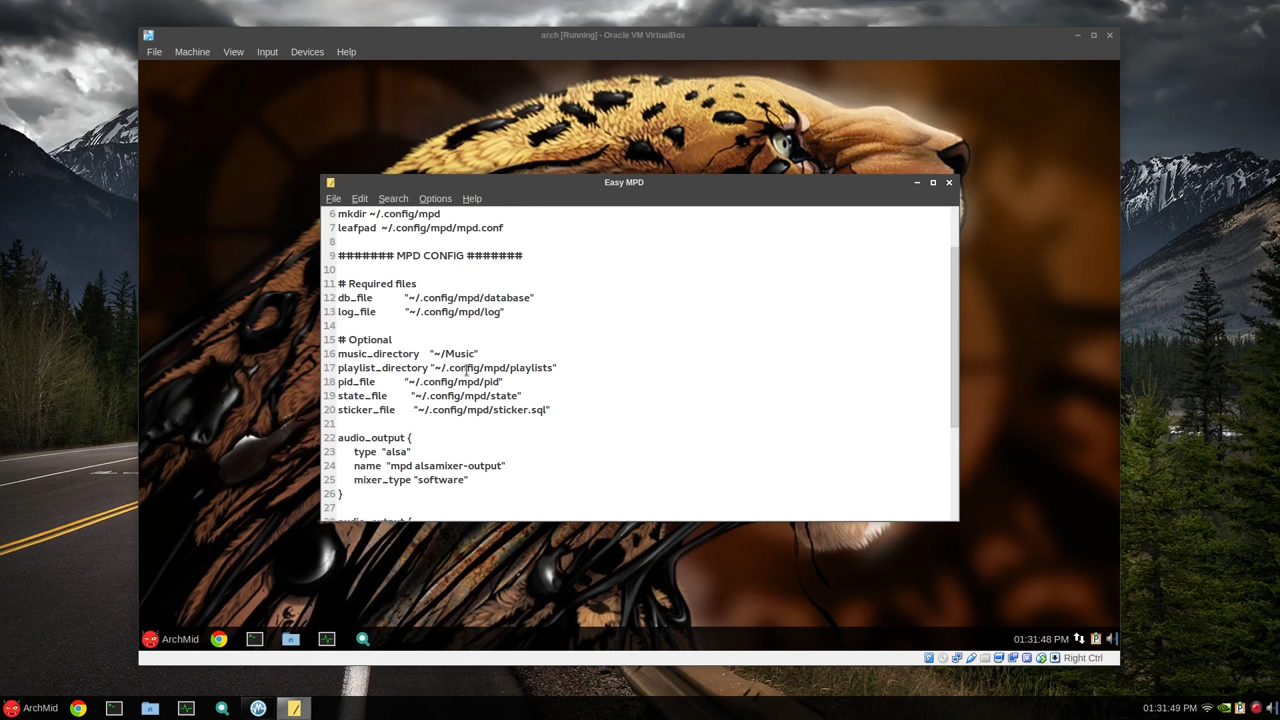 arch [Running] - Oracle VM VirtualBox
File Machine View Input Devices Help
Easy MPD
File Edit Search Options Help
6 mkdir ~/.config/mpd
7 leafpad ~/.config/mpd/mpd.conf
8
9 ####### MPD CONFIG #######
10
11 # Required files
12 db_file "~/.config/mpd/database"
13 log_file "~/.config/mpd/log"
14
15 # Optional
16 music_directory "~/Music"
17 playlist_directory "~/.config/mpd/playlists"
18 pid_file "~/.config/mpd/pid"
19 state_file "~/.config/mpd/state"
20 sticker_file "~/.config/mpd/sticker.sql"
21
22 audio_output {
23 type "alsa"
24 name "mpd alsamixer-output"
25 mixer_type "software"
26 }
27
ArchMid 01:31:48 PM
Right Ctrl
ArchMid 01:31:49 PM